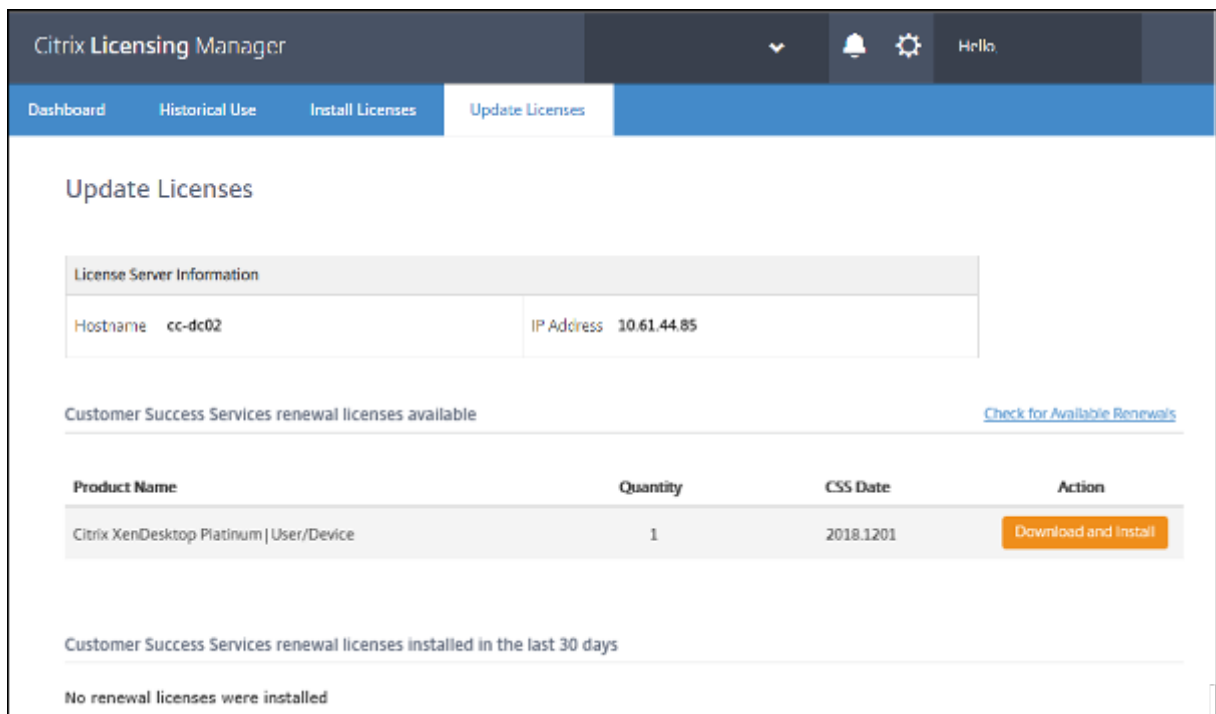 Citrix Licensing Manager
Hello,
Dashboard Historical Use Install Licenses Update Licenses
Update Licenses
License Server Information
Hostname cc-dc02 IP Address 10.61.44.85
Customer Success Services renewal licenses available Check for Available Renewals
Product Name Quantity CSS Date Action
Citrix XenDesktop Platinum|User/Device 1 2018.1201 Download and Install
Customer Success Services renewal licenses installed in the last 30 days
No renewal licenses were installed